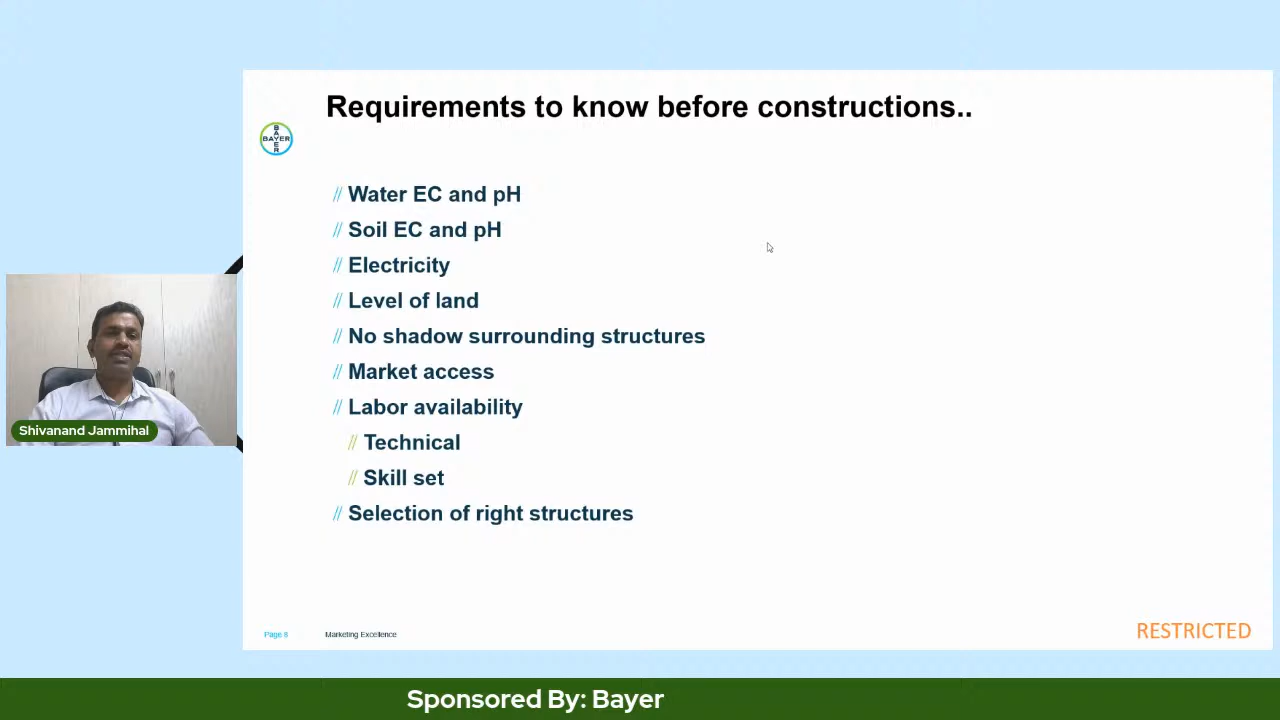 Requirements to know before constructions..
BAYER
BAYER
// Water EC and pH
// Soil EC and pH
// Electricity
// Level of land
// No shadow surrounding structures
// Market access
// Labor availability
// Technical
// Skill set
// Selection of right structures
Shivanand Jammihal
Page 8
Marketing Excellence
RESTRICTED
Sponsored By: Bayer